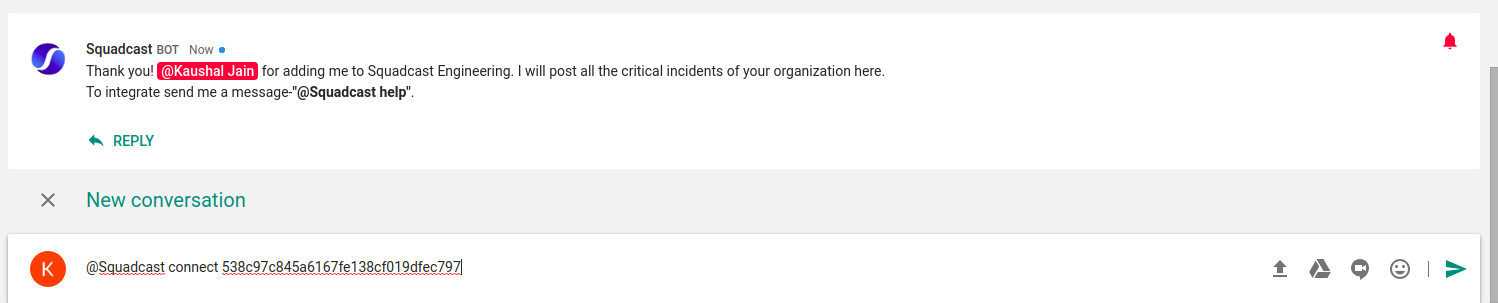 Squadcast BOT Now
Thank you! @Kaushal Jain for adding me to Squadcast Engineering. I will post all the critical incidents of your organization here.
To integrate send me a message-"@Squadcast help".
REPLY
New conversation
K
@Squadcast connect 538c97c845a6167fe138cf019dfec797